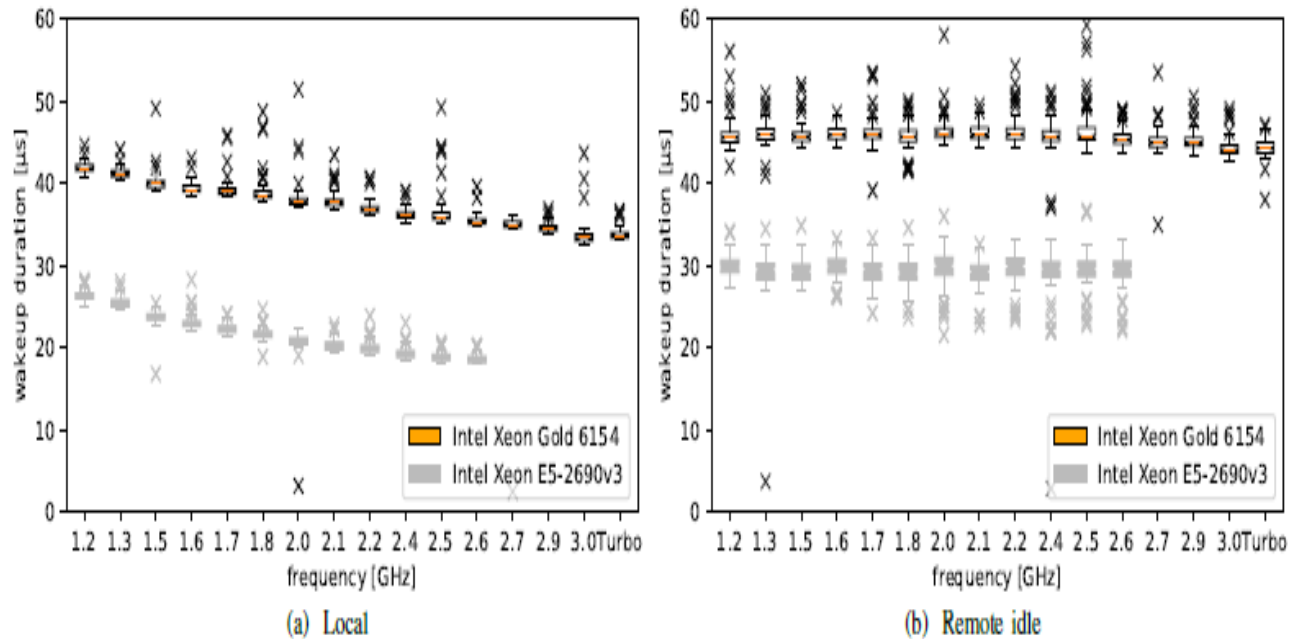 60
50
40
30
20
10
0
wakeup duration [µs]
Intel Xeon Gold 6154
Intel Xeon E5-2690v3
1.2 1.3 1.5 1.6 1.7 1.8 2.0 2.1 2.2 2.4 2.5 2.6 2.7 2.9 3.0Turbo
frequency [GHz]
(a) Local
60
50
40
30
20
10
0
wakeup duration [µs]
Intel Xeon Gold 6154
Intel Xeon E5-2690v3
1.2 1.3 1.5 1.6 1.7 1.8 2.0 2.1 2.2 2.4 2.5 2.6 2.7 2.9 3.0Turbo
frequency [GHz]
(b) Remote idle